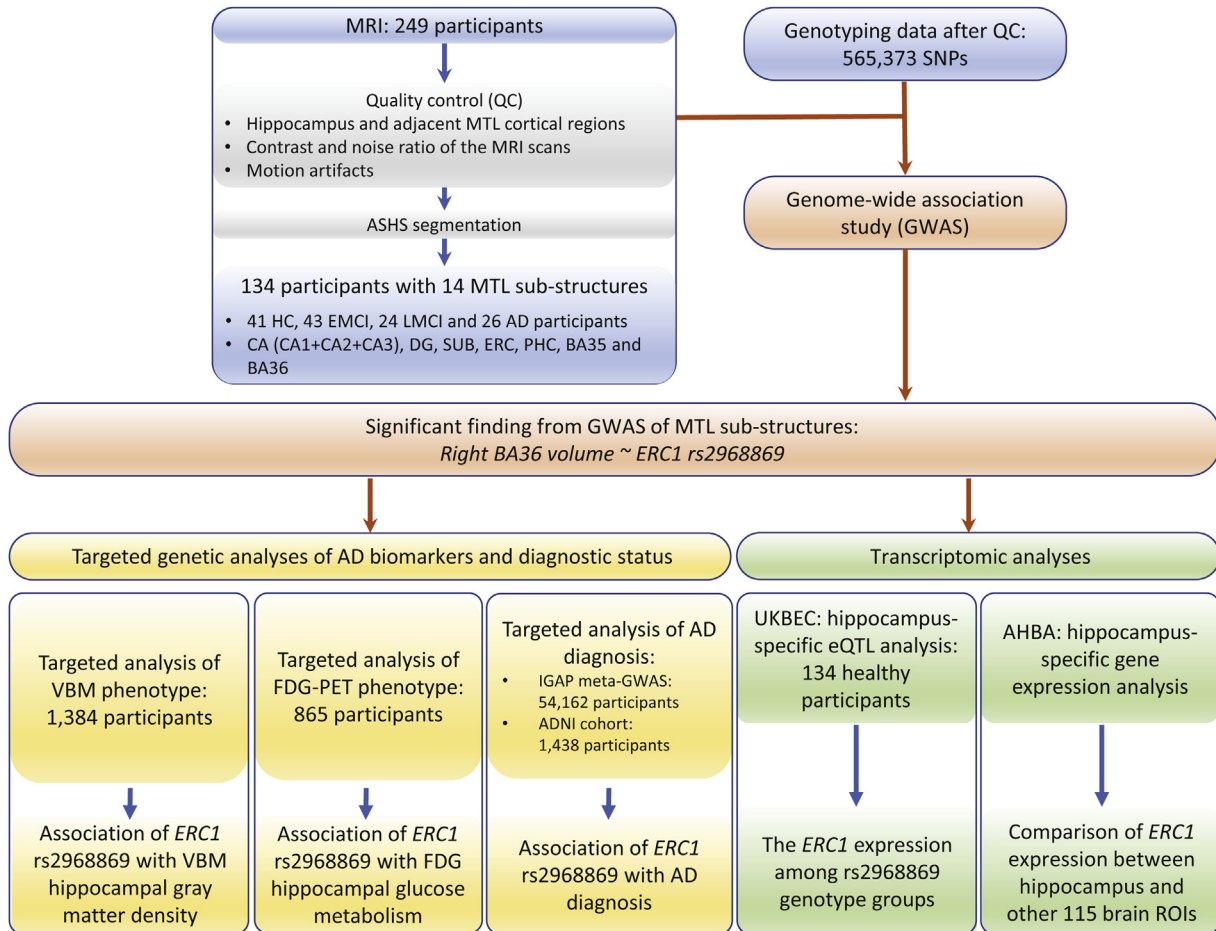 MRI: 249 participants
Quality control (QC)
• Hippocampus and adjacent MTL cortical regions
• Contrast and noise ratio of the MRI scans
• Motion artifacts
ASHS segmentation
134 participants with 14 MTL sub-structures
• 41 HC, 43 EMCI, 24 LMCI and 26 AD participants
• CA (CA1+CA2+CA3), DG, SUB, ERC, PHC, BA35 and
BA36
Genotyping data after QC:
565,373 SNPs
Genome-wide association
study (GWAS)
Significant finding from GWAS of MTL sub-structures:
Right BA36 volume ~ ERC1 rs2968869
Targeted genetic analyses of AD biomarkers and diagnostic status
Targeted analysis of
VBM phenotype:
1,384 participants
Association of ERC1
rs2968869 with VBM
hippocampal gray
matter density
Targeted analysis of
FDG-PET phenotype:
865 participants
Association of ERC1
rs2968869 with FDG
hippocampal glucose
metabolism
Targeted analysis of AD
diagnosis:
• IGAP meta-GWAS:
54,162 participants
• ADNI cohort:
1,438 participants
Association of ERC1
rs2968869 with AD
diagnosis
Transcriptomic analyses
UKBEC: hippocampus-
specific eQTL analysis:
134 healthy
participants
The ERC1 expression
among rs2968869
genotype groups
AHBA: hippocampus-
specific gene
expression analysis
Comparison of ERC1
expression between
hippocampus and
other 115 brain ROIs